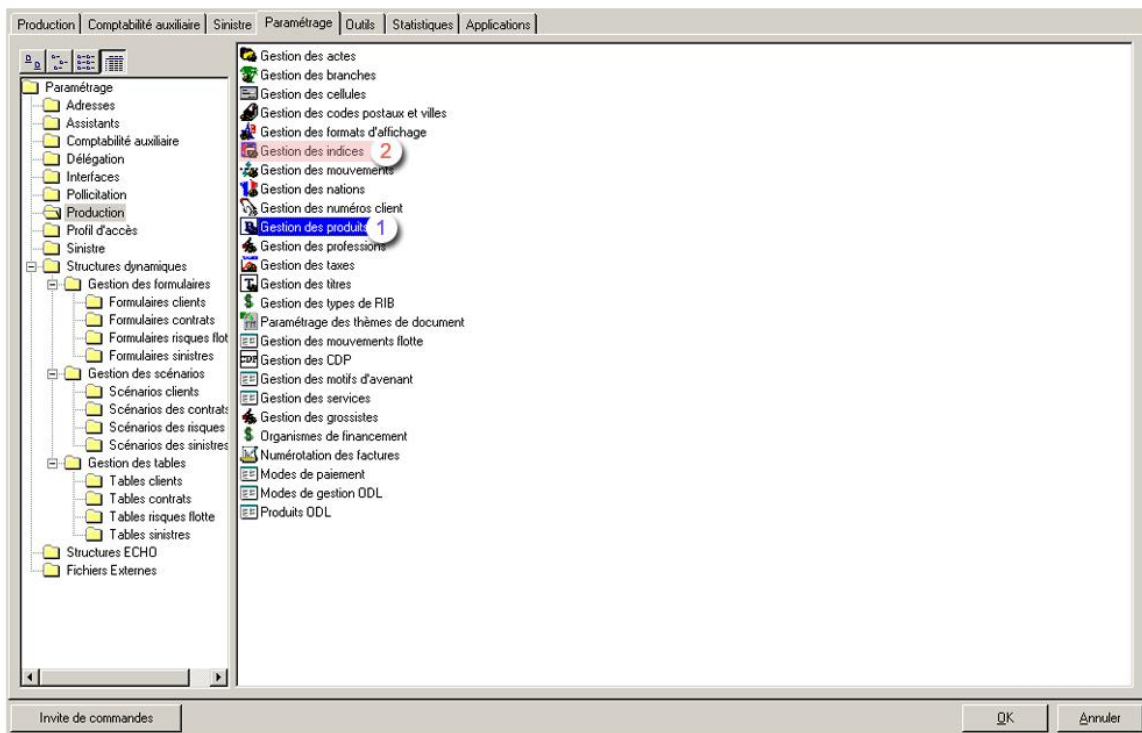 Production Comptabilité auxiliaire Sinistre Paramétrage Outils Statistiques Applications
Paramétrage
Adresses
Assistants
Comptabilité auxiliaire
Délégation
Interfaces
Pollicitation
Production
Profil d'accès
Sinistre
Structures dynamiques
Gestion des formulaires
Formulaires clients
Formulaires contrats
Formulaires risques flot
Formulaires sinistres
Gestion des scénarios
Scénarios clients
Scénarios des contrats
Scénarios des risques
Scénarios des sinistres
Gestion des tables
Tables clients
Tables contrats
Tables risques flotte
Tables sinistres
Structures ECHO
Fichiers Externes
Gestion des actes
Gestion des branches
Gestion des cellules
Gestion des codes postaux et villes
Gestion des formats d'affichage
Gestion des indices 2
Gestion des mouvements
Gestion des nations
Gestion des numéros client
Gestion des produits 1
Gestion des professions
Gestion des taxes
Gestion des titres
Gestion des types de RIB
Paramétrage des thèmes de document
Gestion des mouvements flotte
CDP Gestion des CDP
Gestion des motifs d'avenant
Gestion des services
Gestion des grossistes
Organismes de financement
Numérotation des factures
Modes de paiement
Modes de gestion ODL
Produits ODL
Invite de commandes OK Annuler